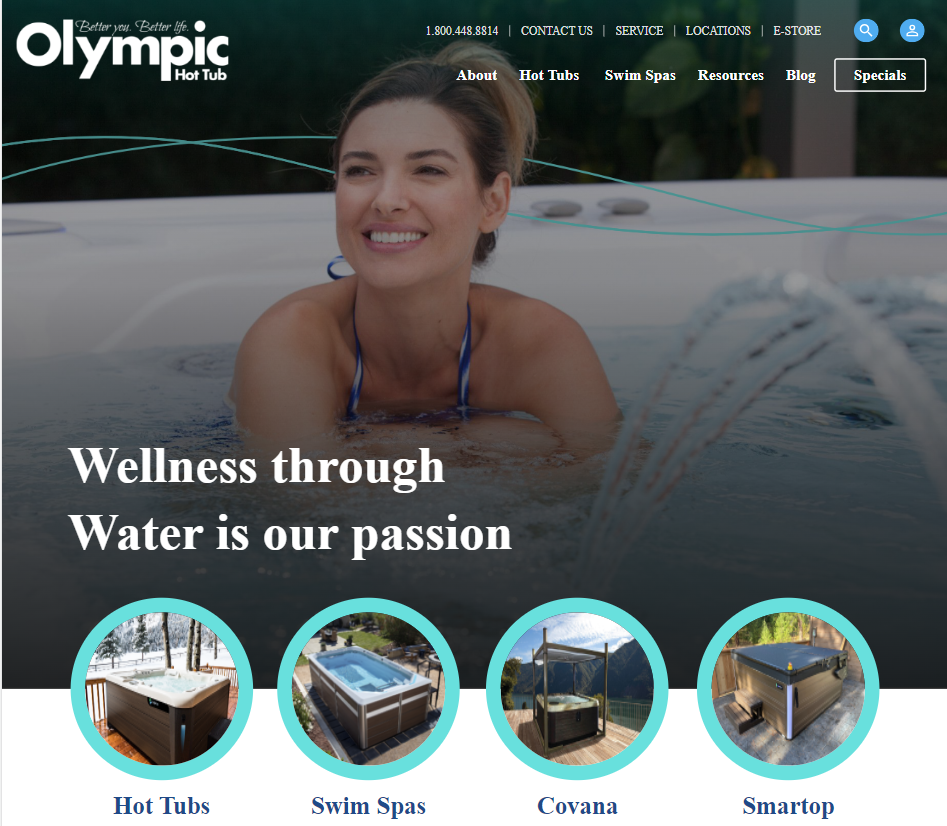 Better you. Better life.
Olympic
Hot Tub
1.800.448.8814 | CONTACT US | SERVICE | LOCATIONS | E-STORE
About Hot Tubs Swim Spas Resources Blog Specials
Wellness through
Water is our passion
Hot Tubs Swim Spas Covana Smartop